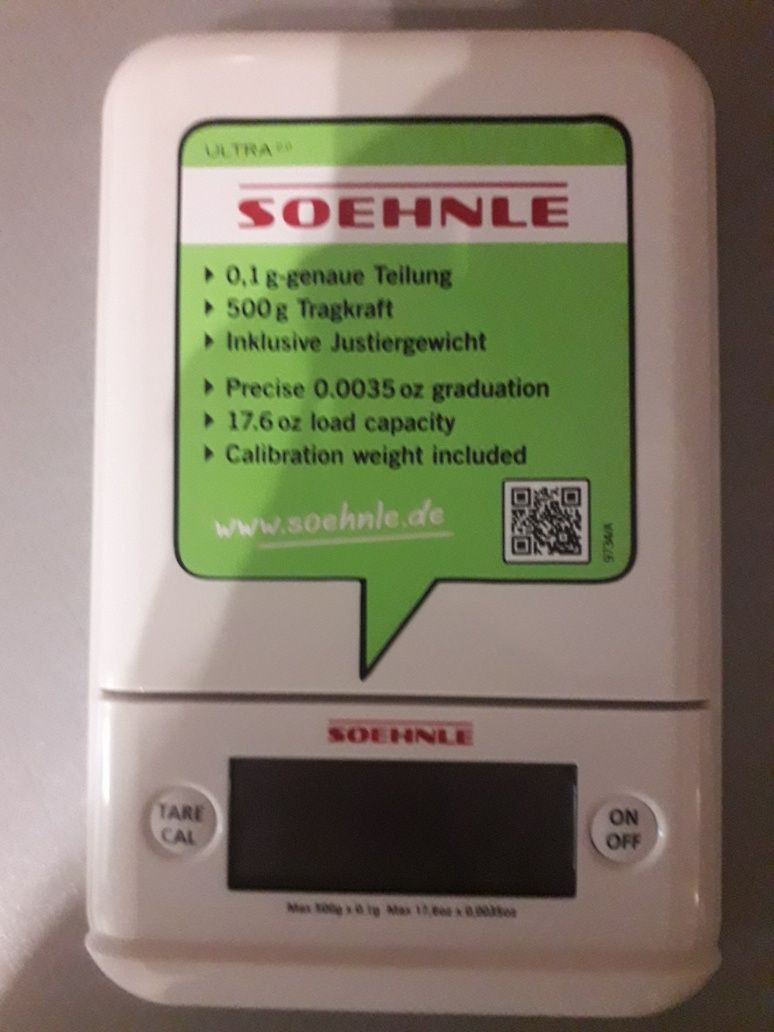 ULTRA 2.0
SOEHNLE
0,1 g-genaue Teilung
500 g Tragkraft
Inklusive Justiergewicht
Precise 0.0035 oz graduation
17.6 oz load capacity
Calibration weight included
www.soehnle.de
9734/A
SOEHNLE
TARE
CAL
ON
OFF
Max 500g x 0,1g Max 17,6oz x 0,0035oz